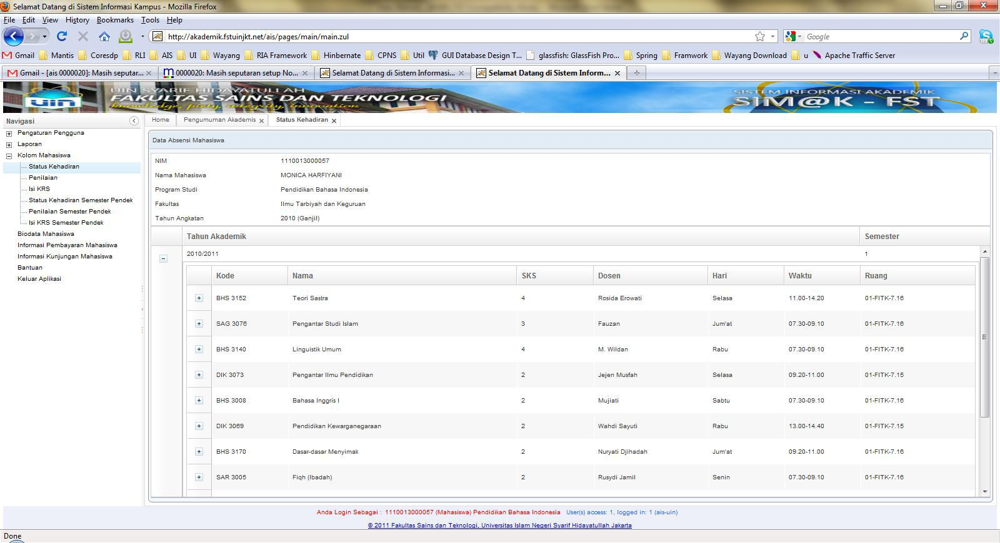 Selamat Datang di Sistem Informasi Kampus - Mozilla Firefox
File Edit View History Bookmarks Tools Help
http://akademik.fstuinjkt.net/ais/pages/main/main.zul
Google
Gmail Mantis Coresdp RLI AIS UI Wayang RIA Framework Hinbernate CPNS Util GUI Database Design T... glassfish: GlassFish Pro... Spring Framwork Wayang Download u Apache Traffic Server
Gmail - [ais 0000020]: Masih seputar... 0000020: Masih seputaran setup No... Selamat Datang di Sistem Informasi... Selamat Datang di Sistem Inform...
uin
UIN SYARIF HIDAYATULLAH
FAKULTAS SAINS DAN TEKNOLOGI
knowledge, piety, integrity, innovation
SISTEM INFORMASI AKADEMIK
SIM@K - FST
Navigasi
Pengaturan Pengguna
Laporan
Kolom Mahasiswa
Status Kehadiran
Penilaian
Isi KRS
Status Kehadiran Semester Pendek
Penilaian Semester Pendek
Isi KRS Semester Pendek
Biodata Mahasiswa
Informasi Pembayaran Mahasiswa
Informasi Kunjungan Mahasiswa
Bantuan
Keluar Aplikasi
Home Pengumuman Akademis Status Kehadiran
Data Absensi Mahasiswa
NIM 1110013000057
Nama Mahasiswa MONICA HARFIYANI
Program Studi Pendidikan Bahasa Indonesia
Fakultas Ilmu Tarbiyah dan Keguruan
Tahun Angkatan 2010 (Ganjil)
Tahun Akademik Semester
2010/2011 1
Kode Nama SKS Dosen Hari Waktu Ruang
BHS 3152 Teori Sastra 4 Rosida Erowati Selasa 11.00-14.20 01-FITK-7.16
SAG 3076 Pengantar Studi Islam 3 Fauzan Jum'at 07.30-09.10 01-FITK-7.16
BHS 3140 Linguistik Umum 4 M. Wildan Rabu 07.30-09.10 01-FITK-7.16
DIK 3073 Pengantar Ilmu Pendidikan 2 Jejen Musfah Selasa 09.20-11.00 01-FITK-7.15
BHS 3008 Bahasa Inggris I 2 Mujiati Sabtu 07.30-09.10 01-FITK-7.16
DIK 3069 Pendidikan Kewarganegaraan 2 Wahdi Sayuti Rabu 13.00-14.40 01-FITK-7.15
BHS 3170 Dasar-dasar Menyimak 2 Nuryati Djihadah Jum'at 09.20-11.00 01-FITK-7.16
SAR 3005 Fiqh (Ibadah) 2 Rusydi Jamil Senin 07.30-09.10 01-FITK-7.16
Anda Login Sebagai : 1110013000057 (Mahasiswa) Pendidikan Bahasa Indonesia User(s) access: 1, logged in: 1 (ais-uin)
© 2011 Fakultas Sains dan Teknologi, Universitas Islam Negeri Syarif Hidayatullah Jakarta
Done